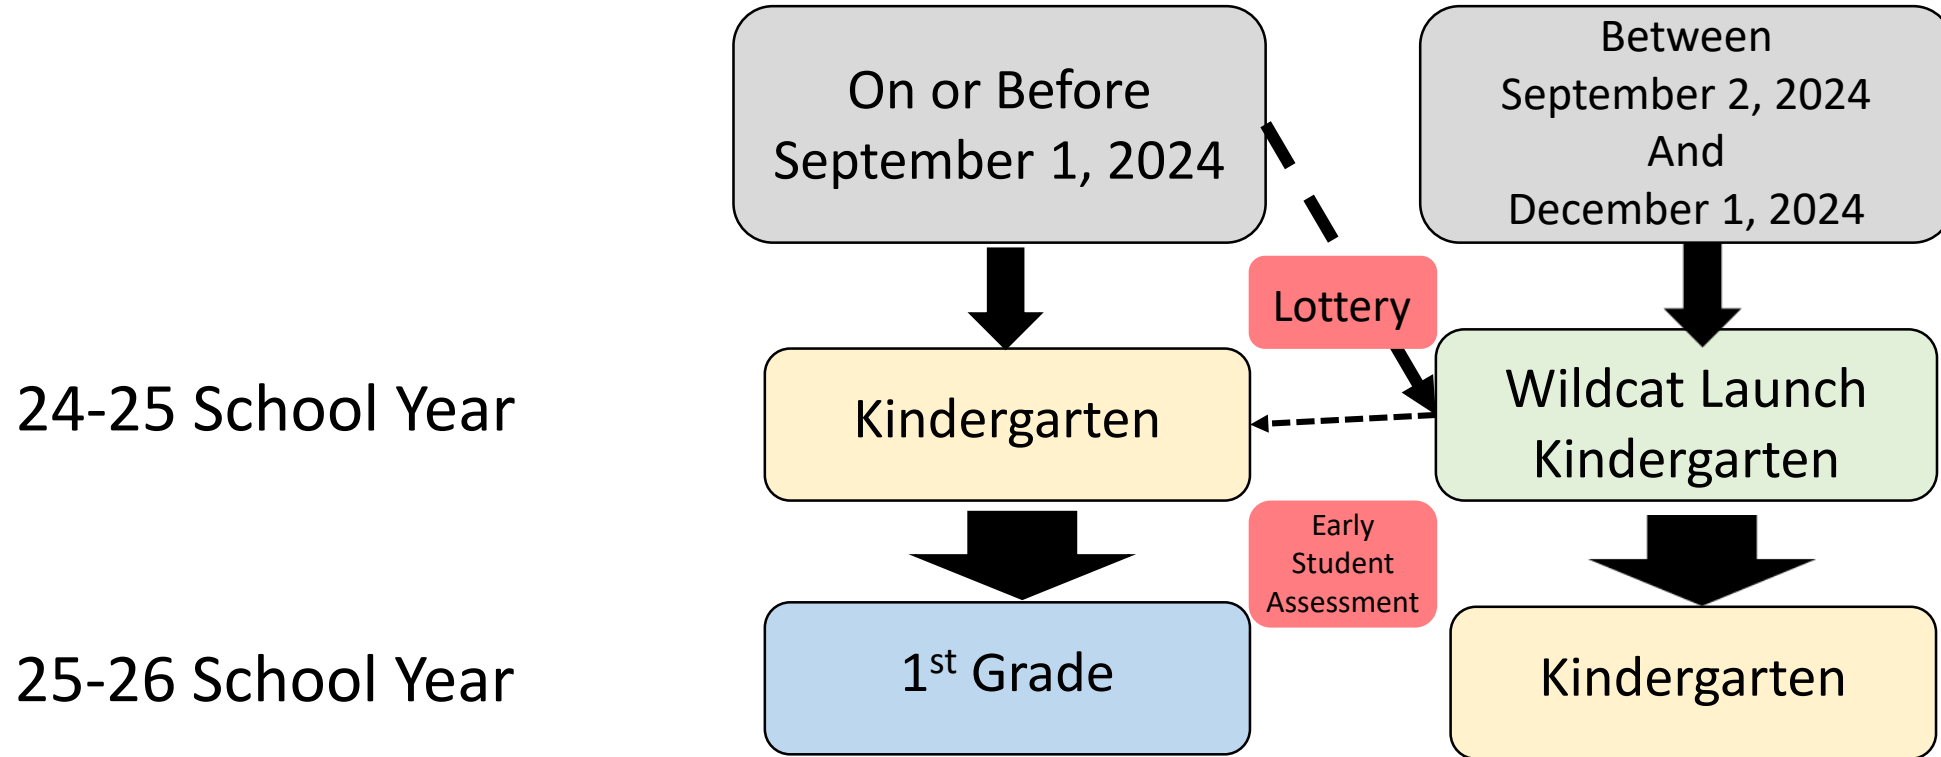 On or Before
September 1, 2024
Between
September 2, 2024
And
December 1, 2024
Lottery
24-25 School Year
Kindergarten
Wildcat Launch
Kindergarten
Early
Student
Assessment
25-26 School Year
1st Grade
Kindergarten